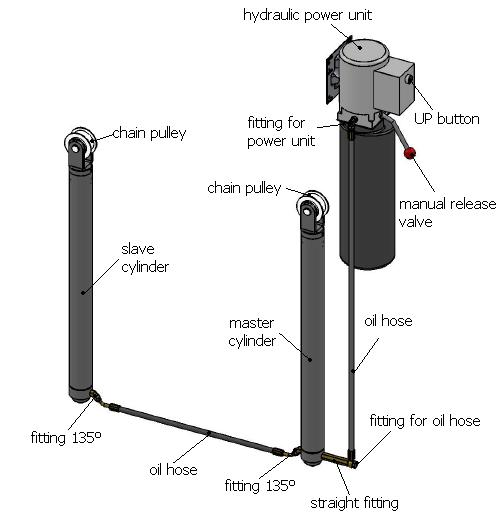 hydraulic power unit
UP button
chain pulley
fitting for
power unit
chain pulley
manual release
valve
slave
cylinder
master
cylinder
oil hose
fitting for oil hose
fitting 135º
oil hose
fitting 135º
straight fitting